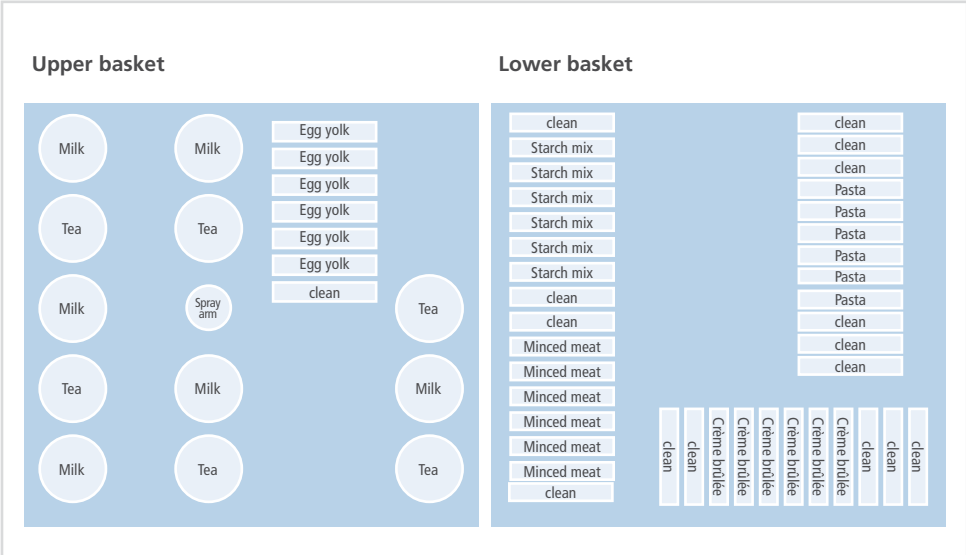 Upper basket
Milk
Milk
Tea
Tea
Milk
Spray
arm
Tea
Tea
Milk
Milk
Milk
Tea
Tea
Egg yolk
Egg yolk
Egg yolk
Egg yolk
Egg yolk
Egg yolk
clean
Lower basket
clean
Starch mix
Starch mix
Starch mix
Starch mix
Starch mix
Starch mix
clean
clean
Minced meat
Minced meat
Minced meat
Minced meat
Minced meat
Minced meat
clean
clean
clean
clean
Pasta
Pasta
Pasta
Pasta
Pasta
Pasta
clean
clean
clean
clean
clean
Crème brûlée
Crème brûlée
Crème brûlée
Crème brûlée
Crème brûlée
Crème brûlée
clean
clean
clean